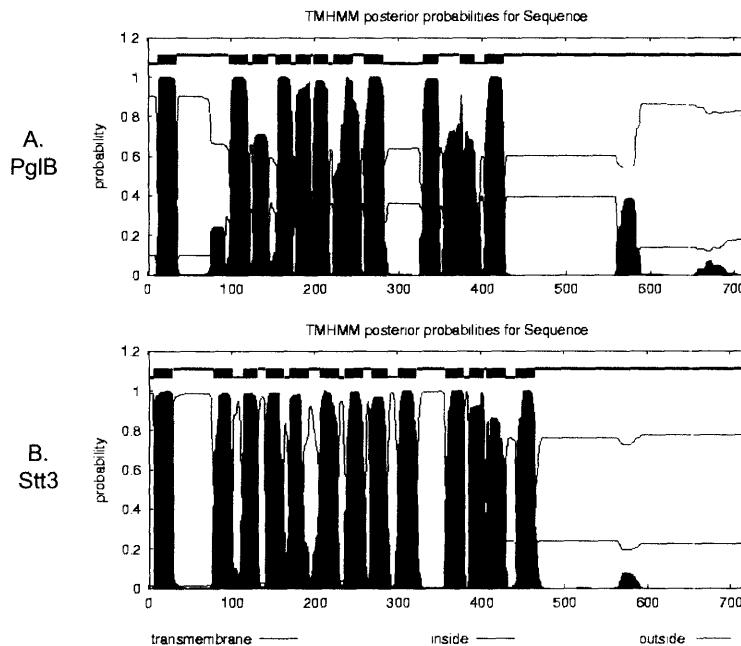 TMHMM posterior probabilities for Sequence
1.2
1
0.8
0.6
0.4
0.2
0
probability
A.
PglB
0 100 200 300 400 500 600 700
TMHMM posterior probabilities for Sequence
1.2
1
0.8
0.6
0.4
0.2
0
probability
B.
Stt3
0 100 200 300 400 500 600 700
transmembrane inside outside